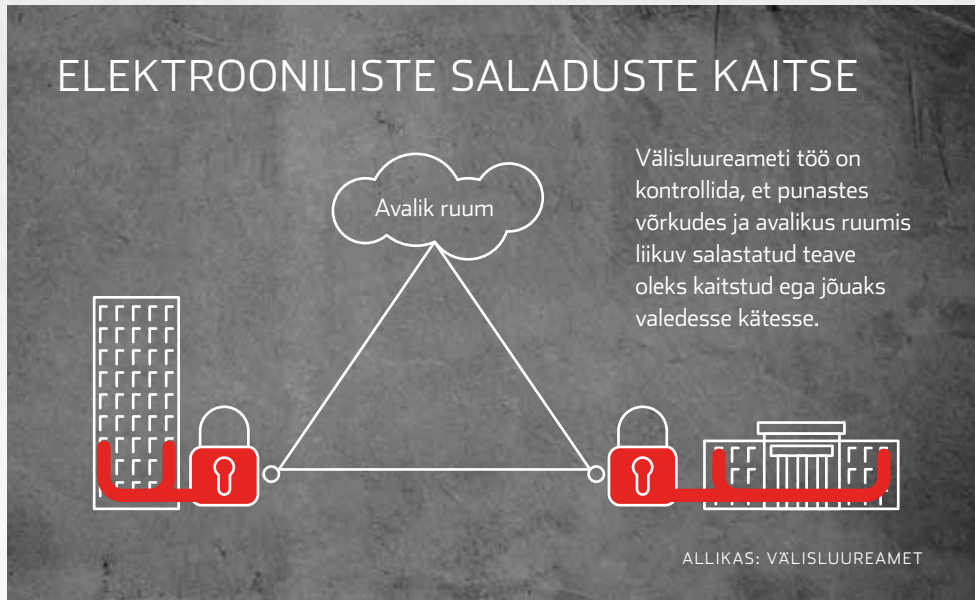 ELEKTROONILISTE SALADUSTE KAITSE
Avalik ruum
Välisluureameti töö on
kontrollida, et punastes
võrkudes ja avalikus ruumis
liikuv salastatud teave
oleks kaitstud ega jõuaks
valedesse kätesse.
ALLIKAS: VÄLISLUUREAMET